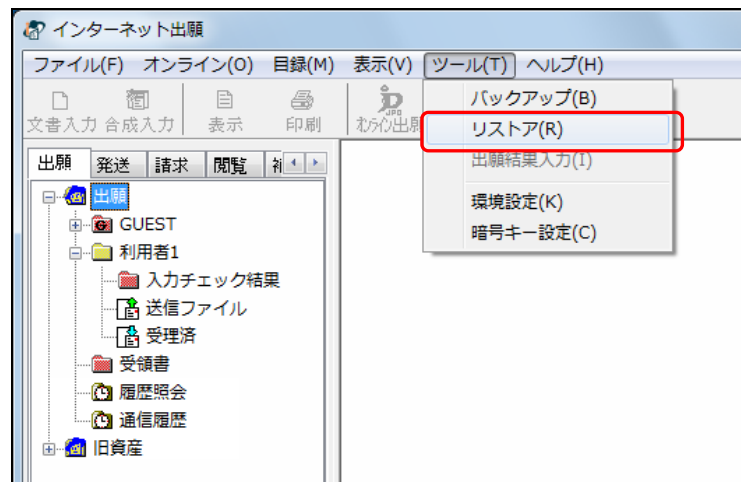 インターネット出願
ファイル(F) オンライン(O) 目録(M) 表示(V) ツール(T) ヘルプ(H)
文書入力 合成入力 表示 印刷
バックアップ(B)
リストア(R)
出願結果入力(I)
環境設定(K)
暗号キー設定(C)
出願 発送 請求 閲覧
出願
GUEST
利用者1
入力チェック結果
送信ファイル
受理済
受領書
履歴照会
通信履歴
旧資産